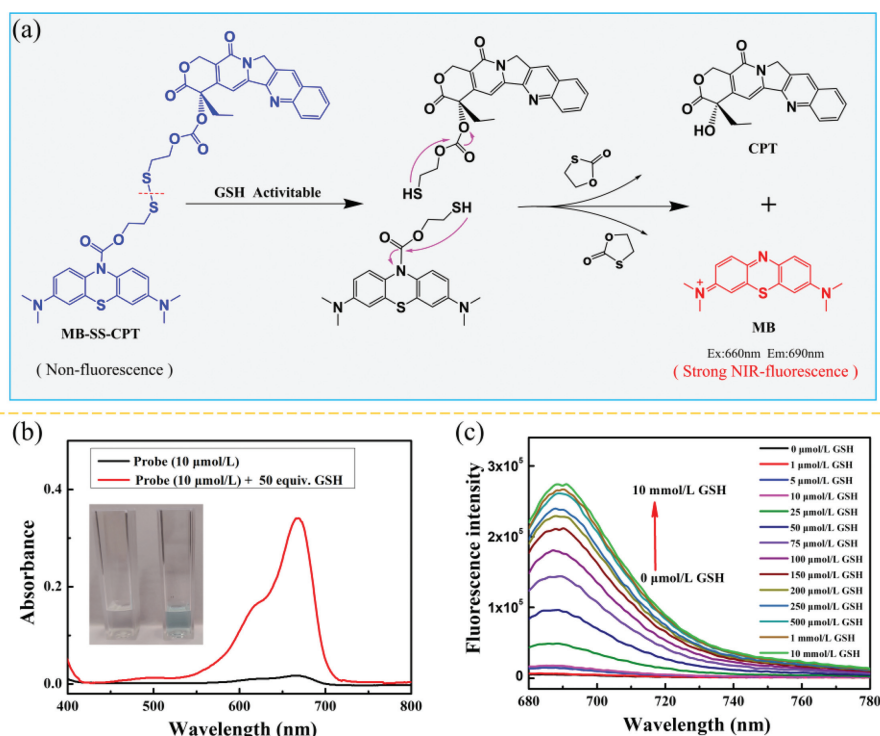 (a)
O
N
O
O
N
O
O
O
O
S
S
O
O
N
N
S
N
MB-SS-CPT
( Non-fluorescence )
GSH Activitable
O
N
O
O
N
O
O
O
HS
SH
O
O
N
N
S
N
S
O
O
O
O
S
O
N
O
O
N
HO
CPT
+
N
N
+
S
N
MB
Ex:660nm Em:690nm
( Strong NIR-fluorescence )
(b)
Probe (10 μmol/L)
Probe (10 μmol/L) + 50 equiv. GSH
Absorbance
0.4
0.2
0.0
400 500 600 700 800
Wavelength (nm)
(c)
Fluorescence intensity
3x10⁵
2x10⁵
1x10⁵
0
10 mmol/L GSH
0 μmol/L GSH
0 μmol/L GSH
1 μmol/L GSH
5 μmol/L GSH
10 μmol/L GSH
25 μmol/L GSH
50 μmol/L GSH
75 μmol/L GSH
100 μmol/L GSH
150 μmol/L GSH
200 μmol/L GSH
250 μmol/L GSH
500 μmol/L GSH
1 mmol/L GSH
10 mmol/L GSH
680 700 720 740 760 780
Wavelength (nm)